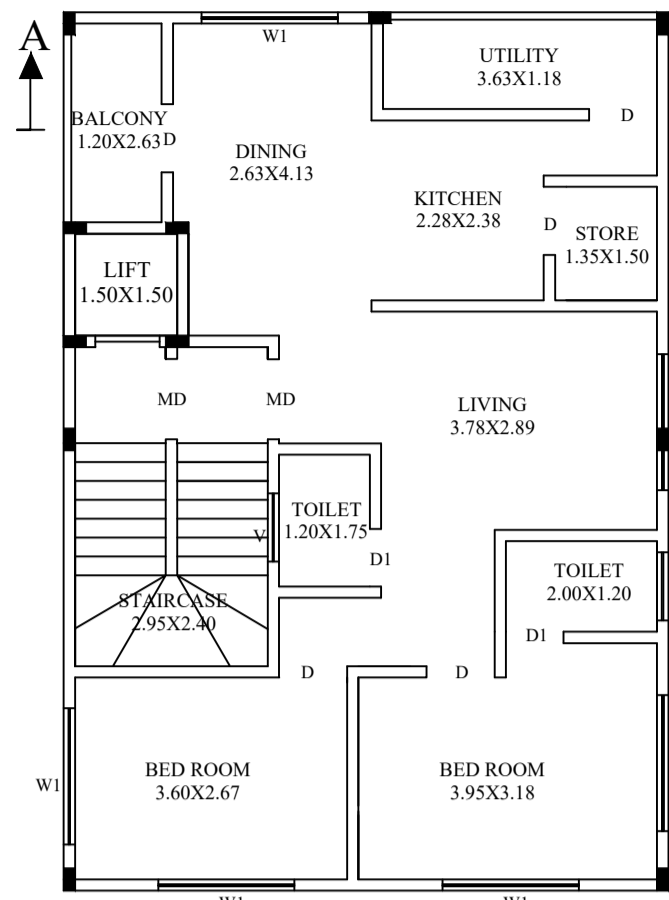 A
W1
UTILITY
3.63X1.18
BALCONY
1.20X2.63
D
D
DINING
2.63X4.13
KITCHEN
2.28X2.38
D
STORE
1.35X1.50
LIFT
1.50X1.50
MD
MD
LIVING
3.78X2.89
TOILET
1.20X1.75
V
D1
TOILET
2.00X1.20
STAIRCASE
2.95X2.40
D1
D
D
BED ROOM
3.60X2.67
BED ROOM
3.95X3.18
W1
W1
W1